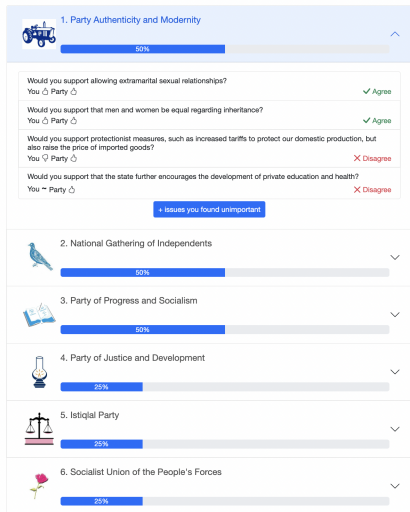 1. Party Authenticity and Modernity
50%
Would you support allowing extramarital sexual relationships?
You Party
Agree
Would you support that men and women be equal regarding inheritance?
You Party
Agree
Would you support protectionist measures, such as increased tariffs to protect our domestic production, but
also raise the price of imported goods?
You Party
Disagree
Would you support that the state further encourages the development of private education and health?
You ~ Party
Disagree
+ issues you found unimportant
2. National Gathering of Independents
50%
3. Party of Progress and Socialism
50%
4. Party of Justice and Development
25%
5. Istiqlal Party
25%
6. Socialist Union of the People's Forces
25%